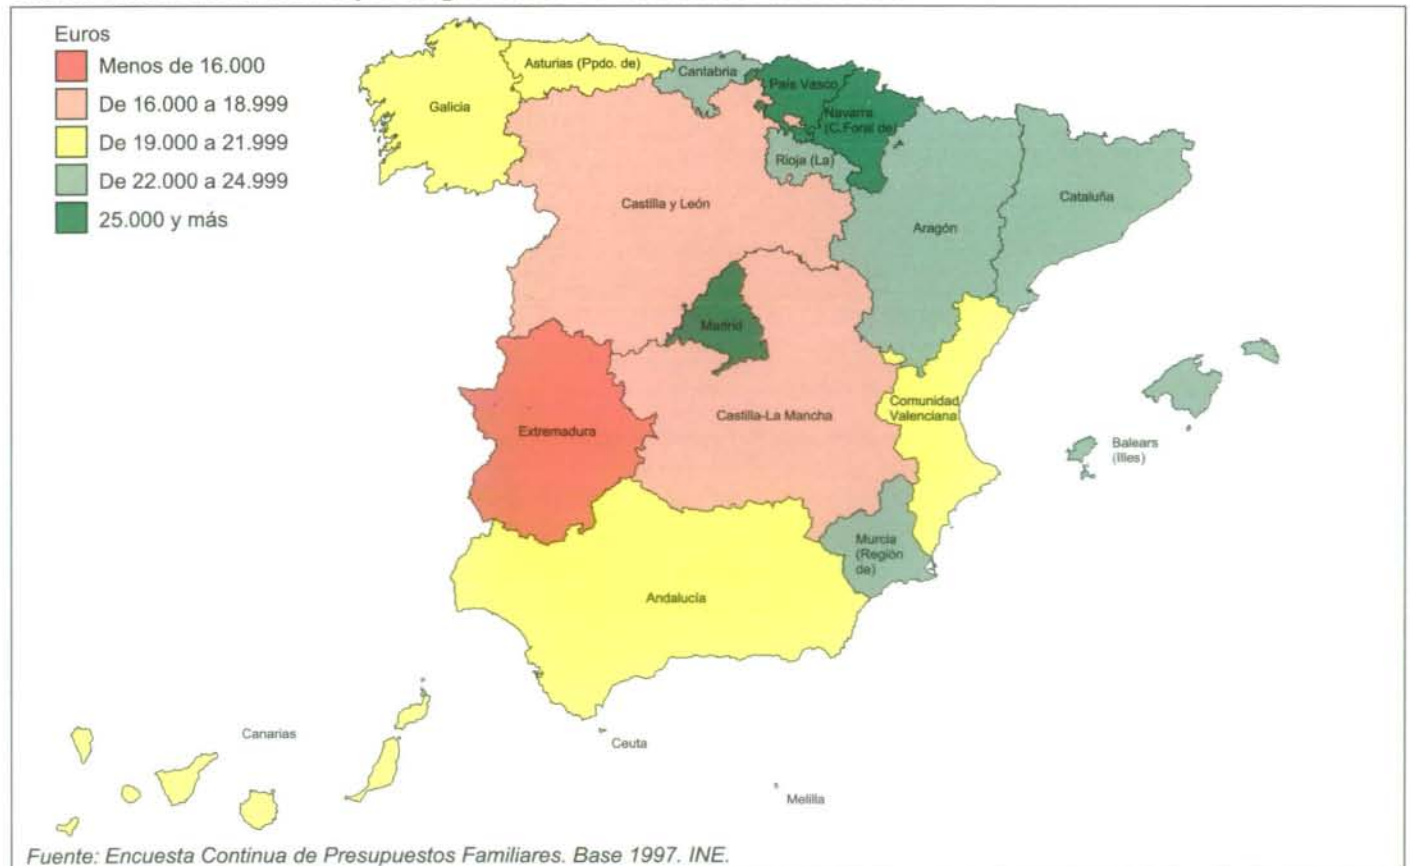 Euros
Menos de 16.000
De 16.000 a 18.999
De 19.000 a 21.999
De 22.000 a 24.999
25.000 y más
Galicia
Asturias (Ppdo. de)
Cantabria
País Vasco
Navarra
(C.Foral de)
Rioja (La)
Castilla y León
Aragón
Cataluña
Madrid
Extremadura
Castilla-La Mancha
Comunidad
Valenciana
Balears
(Illes)
Murcia
(Región
de)
Andalucía
Canarias
Ceuta
Melilla
Fuente: Encuesta Continua de Presupuestos Familiares. Base 1997. INE.